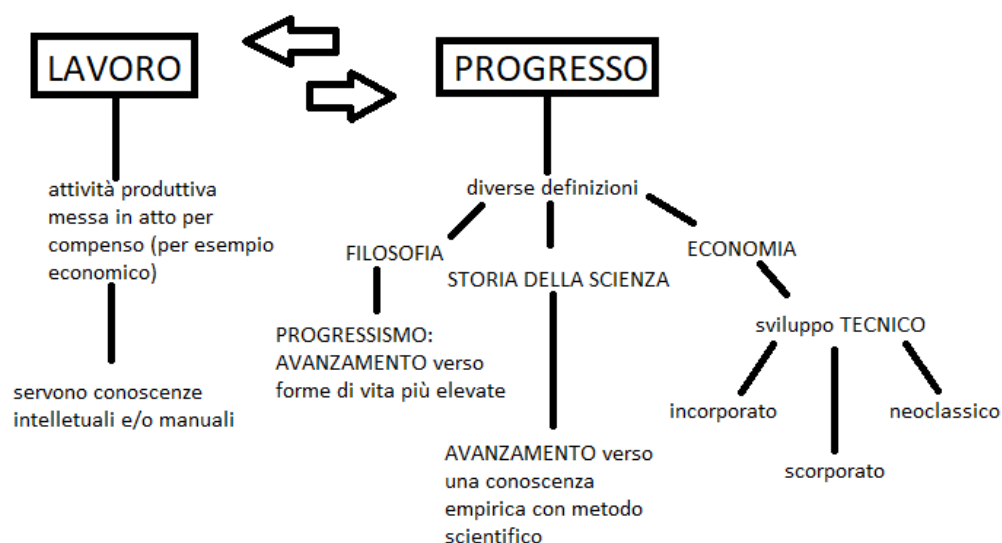 LAVORO
PROGRESSO
attività produttiva
messa in atto per
compenso (per esempio
economico)
servono conoscenze
intelletuali e/o manuali
diverse definizioni
FILOSOFIA
PROGRESSISMO:
AVANZAMENTO verso
forme di vita più elevate
STORIA DELLA SCIENZA
AVANZAMENTO verso
una conoscenza
empirica con metodo
scientifico
ECONOMIA
sviluppo TECNICO
incorporato
scorporato
neoclassico